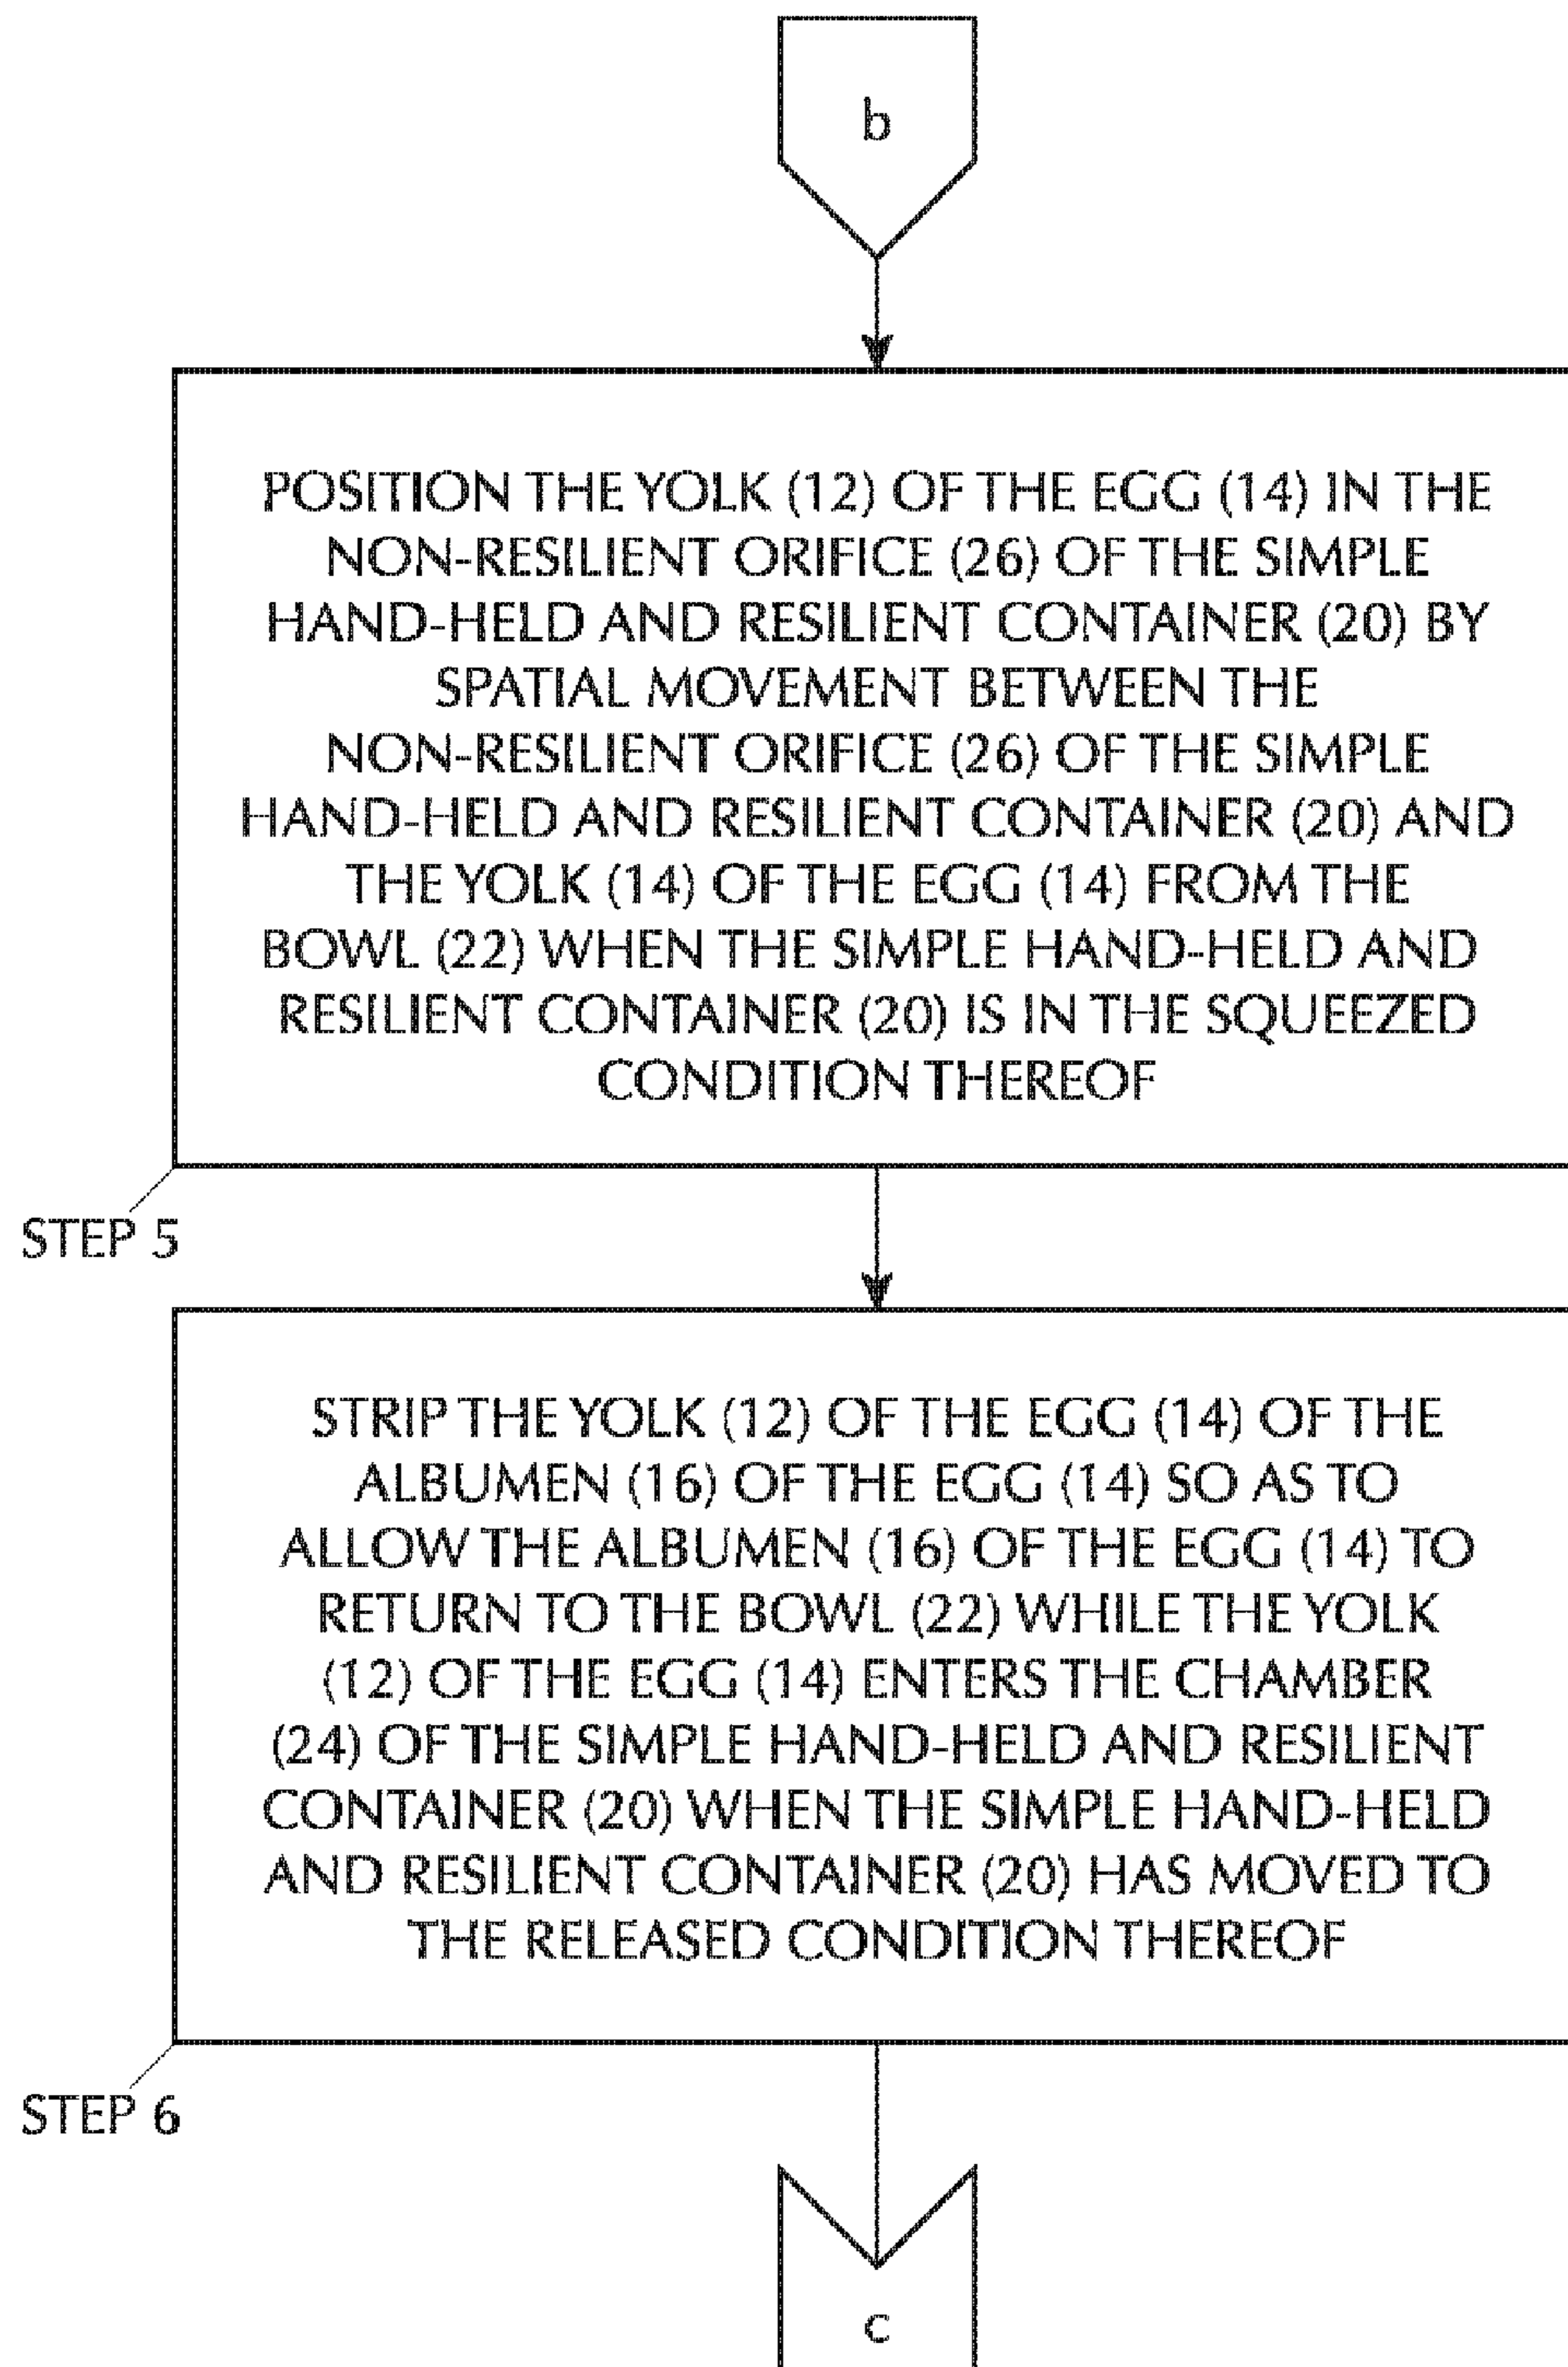 b
POSITION THE YOLK (12) OF THE EGG (14) IN THE
NON-RESILIENT ORIFICE (26) OF THE SIMPLE
HAND-HELD AND RESILIENT CONTAINER (20) BY
SPATIAL MOVEMENT BETWEEN THE
NON-RESILIENT ORIFICE (26) OF THE SIMPLE
HAND-HELD AND RESILIENT CONTAINER (20) AND
THE YOLK (14) OF THE EGG (14) FROM THE
BOWL (22) WHEN THE SIMPLE HAND-HELD AND
RESILIENT CONTAINER (20) IS IN THE SQUEEZED
CONDITION THEREOF
STEP 5
STRIP THE YOLK (12) OF THE EGG (14) OF THE
ALBUMEN (16) OF THE EGG (14) SO AS TO
ALLOW THE ALBUMEN (16) OF THE EGG (14) TO
RETURN TO THE BOWL (22) WHILE THE YOLK
(12) OF THE EGG (14) ENTERS THE CHAMBER
(24) OF THE SIMPLE HAND-HELD AND RESILIENT
CONTAINER (20) WHEN THE SIMPLE HAND-HELD
AND RESILIENT CONTAINER (20) HAS MOVED TO
THE RELEASED CONDITION THEREOF
STEP 6
c